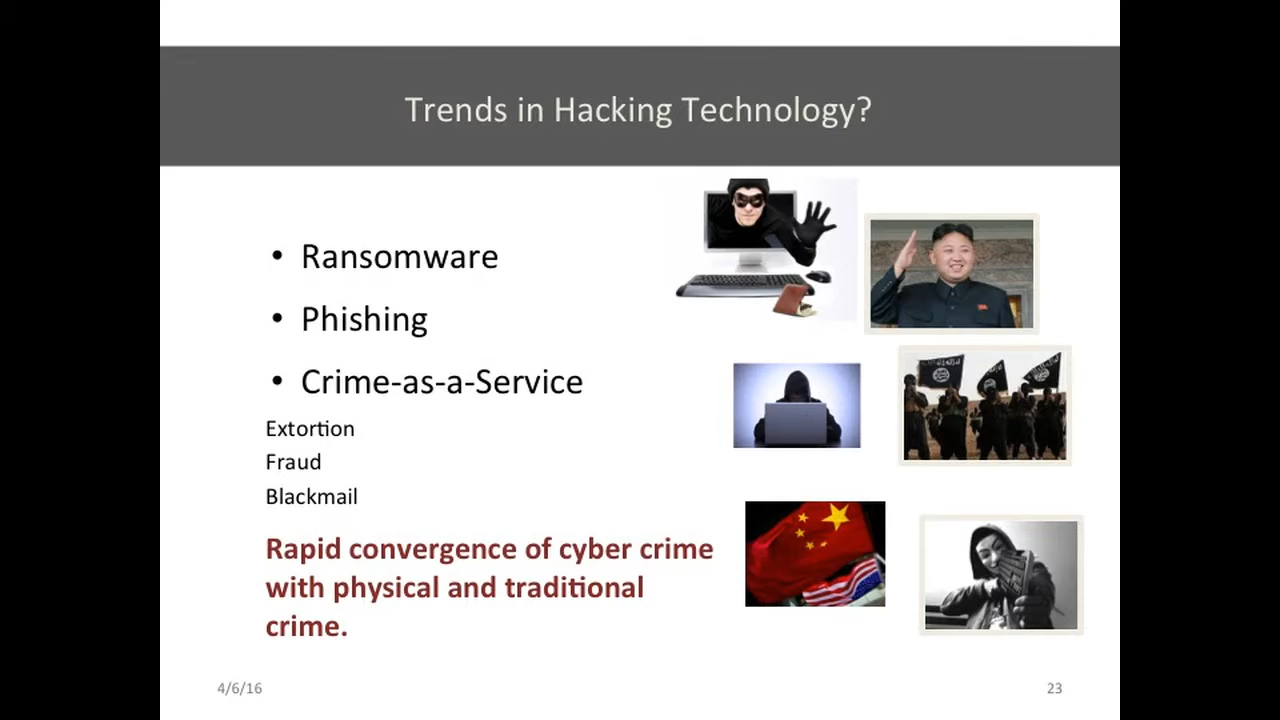 Trends in Hacking Technology?
• Ransomware
• Phishing
• Crime-as-a-Service
Extortion
Fraud
Blackmail
Rapid convergence of cyber crime
with physical and traditional
crime.
4/6/16
23